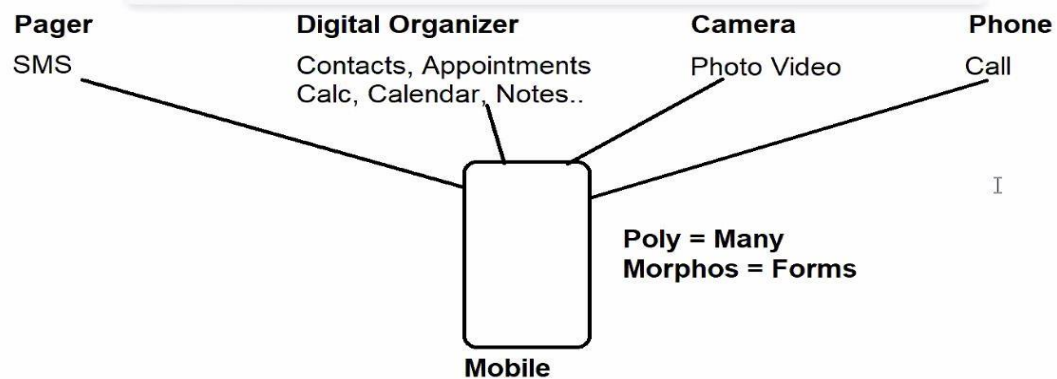 Pager
SMS
Digital Organizer
Contacts, Appointments
Calc, Calendar, Notes..
Camera
Photo Video
Phone
Call
Poly = Many
Morphos = Forms
Mobile